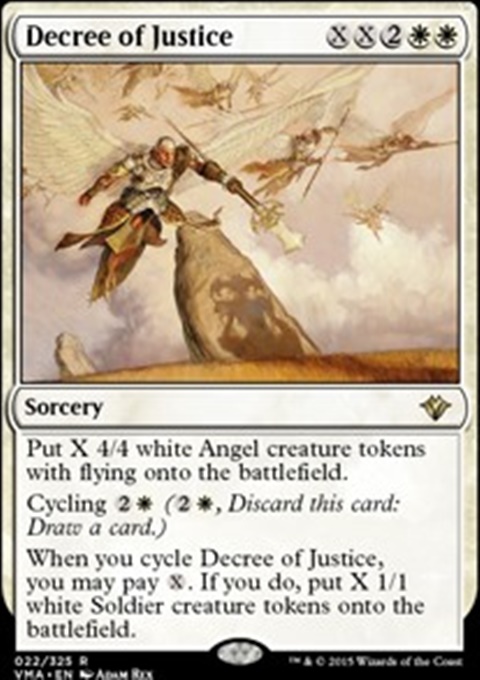 Decree of Justice X X 2
Sorcery
Put X 4/4 white Angel creature tokens
with flying onto the battlefield.
Cycling 2 (2, Discard this card:
Draw a card.)
When you cycle Decree of Justice,
you may pay X. If you do, put X 1/1
white Soldier creature tokens onto the
battlefield.
022/325 R
VMA • EN Adam Rex
™ & © 2015 Wizards of the Coast